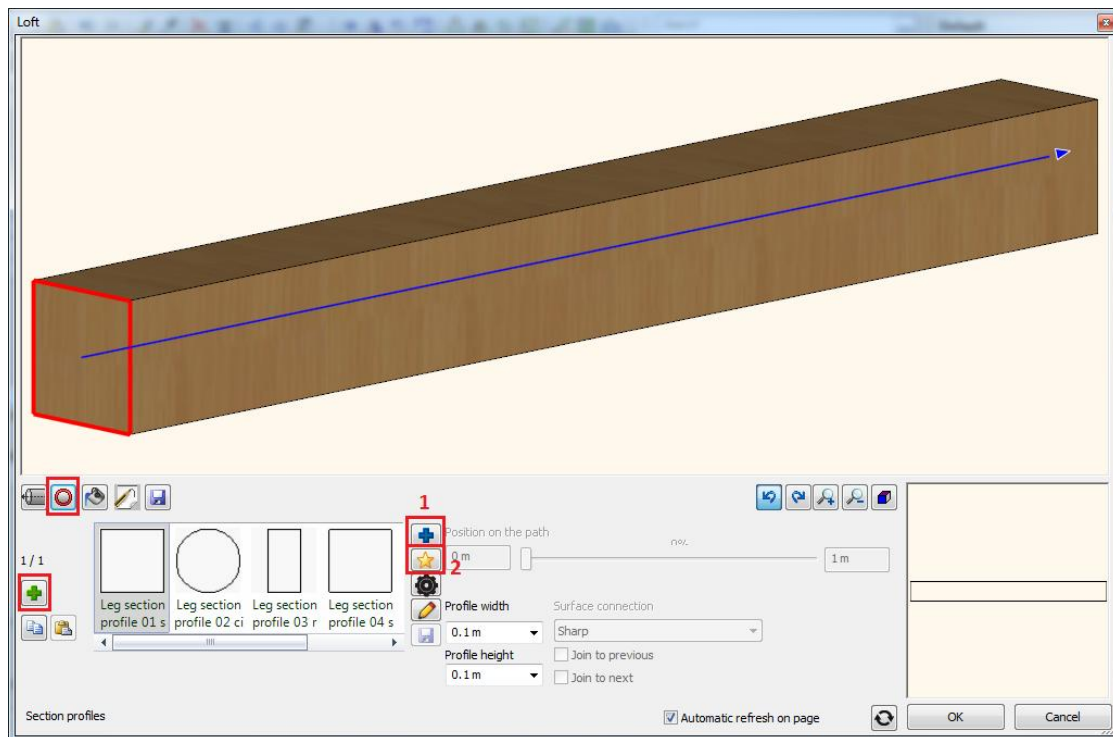 Loft
1
Position on the path
0 m
0%
1 m
2
1 / 1
Leg section
profile 01 s
Leg section
profile 02 ci
Leg section
profile 03 r
Leg section
profile 04 s
Profile width
Surface connection
0.1 m
Sharp
Join to previous
Profile height
0.1 m
Join to next
Section profiles
Automatic refresh on page
OK
Cancel